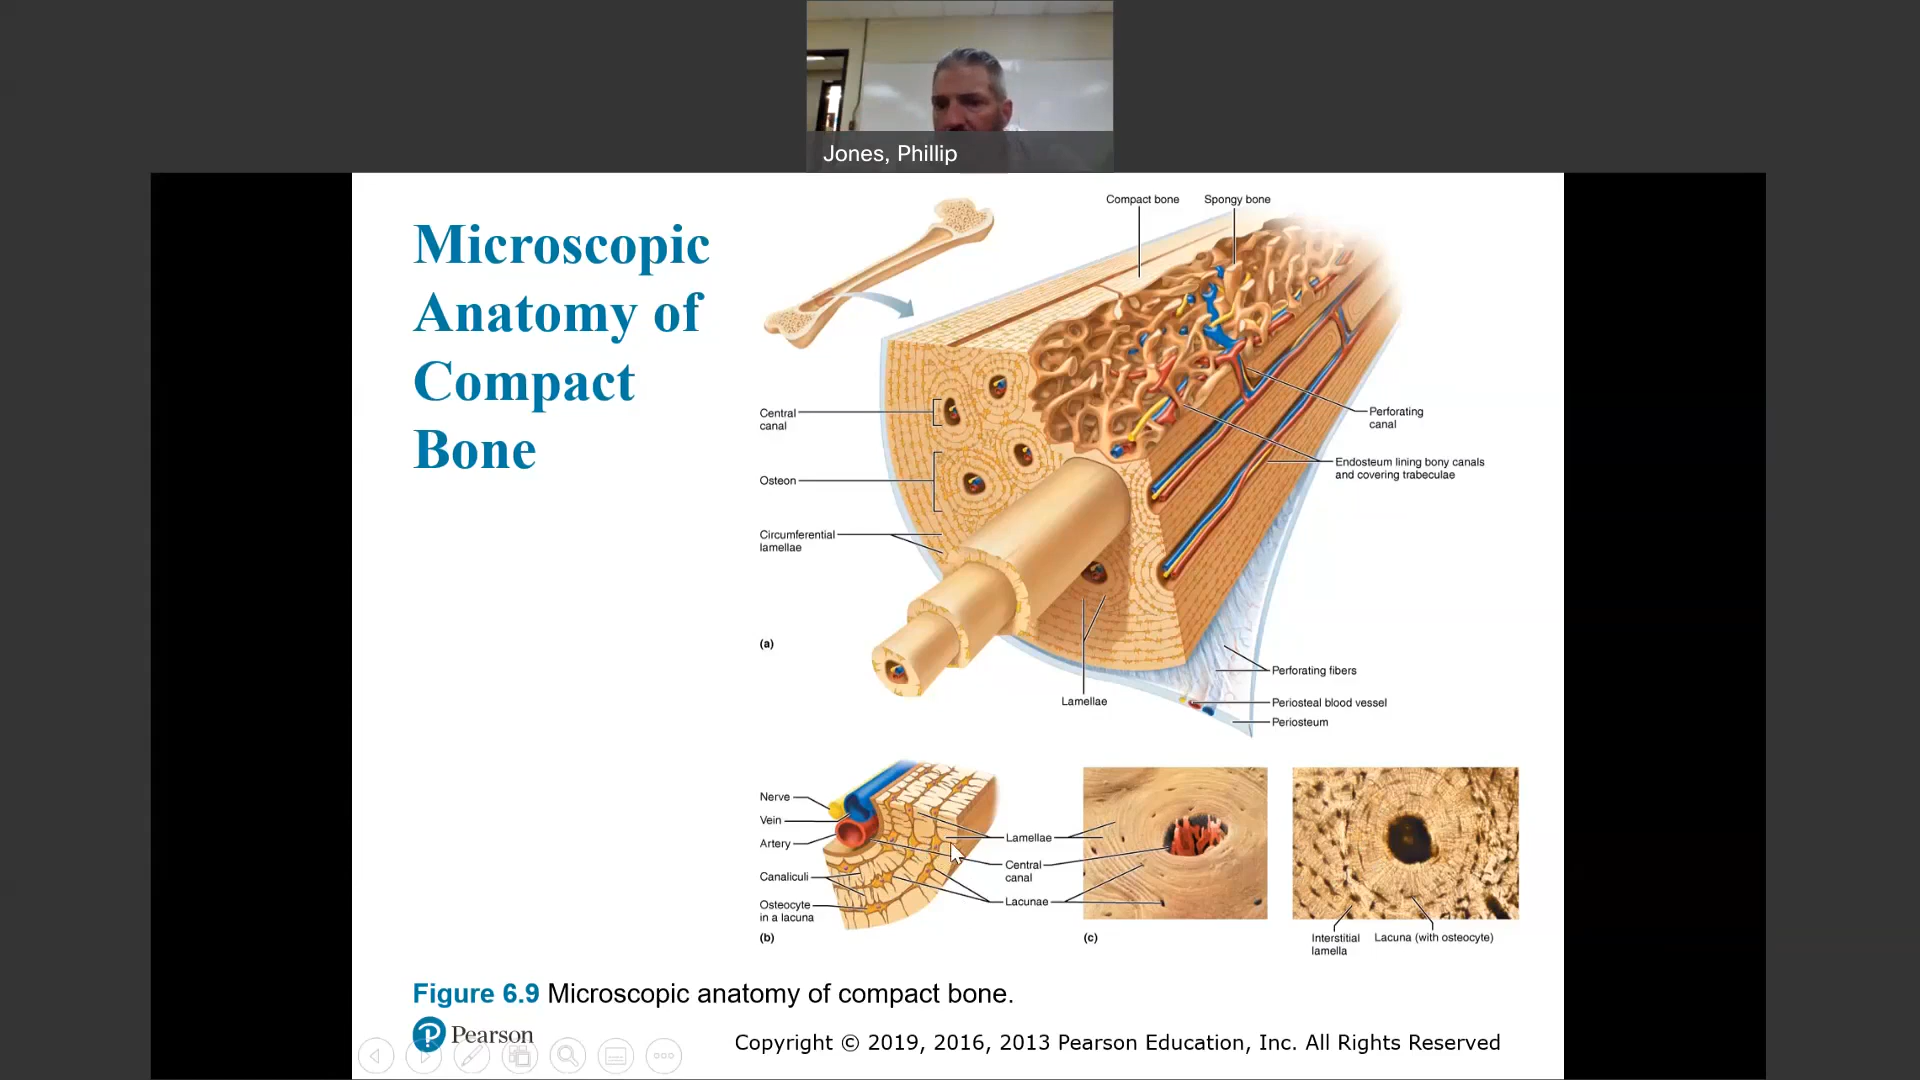 Jones, Phillip
Microscopic
Anatomy of
Compact
Bone
Compact bone
Spongy bone
Central
canal
Osteon
Circumferential
lamellae
Perforating
canal
Endosteum lining bony canals
and covering trabeculae
(a)
Lamellae
Perforating fibers
Periosteal blood vessel
Periosteum
Nerve
Vein
Artery
Canaliculi
Osteocyte
in a lacuna
(b)
Lamellae
Central
canal
Lacunae
(c)
Interstitial
lamella
Lacuna (with osteocyte)
Figure 6.9 Microscopic anatomy of compact bone.
Pearson
Copyright © 2019, 2016, 2013 Pearson Education, Inc. All Rights Reserved